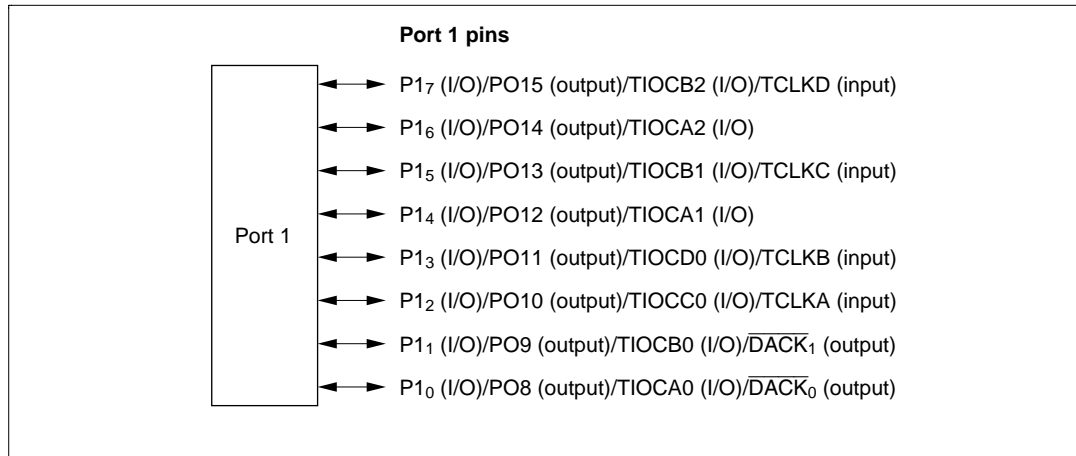 Port 1 pins
P1₇ (I/O)/PO15 (output)/TIOCB2 (I/O)/TCLKD (input)
P1₆ (I/O)/PO14 (output)/TIOCA2 (I/O)
P1₅ (I/O)/PO13 (output)/TIOCB1 (I/O)/TCLKC (input)
P1₄ (I/O)/PO12 (output)/TIOCA1 (I/O)
Port 1
P1₃ (I/O)/PO11 (output)/TIOCD0 (I/O)/TCLKB (input)
P1₂ (I/O)/PO10 (output)/TIOCC0 (I/O)/TCLKA (input)
P1₁ (I/O)/PO9 (output)/TIOCB0 (I/O)/D̅A̅C̅K̅₁ (output)
P1₀ (I/O)/PO8 (output)/TIOCA0 (I/O)/D̅A̅C̅K̅₀ (output)